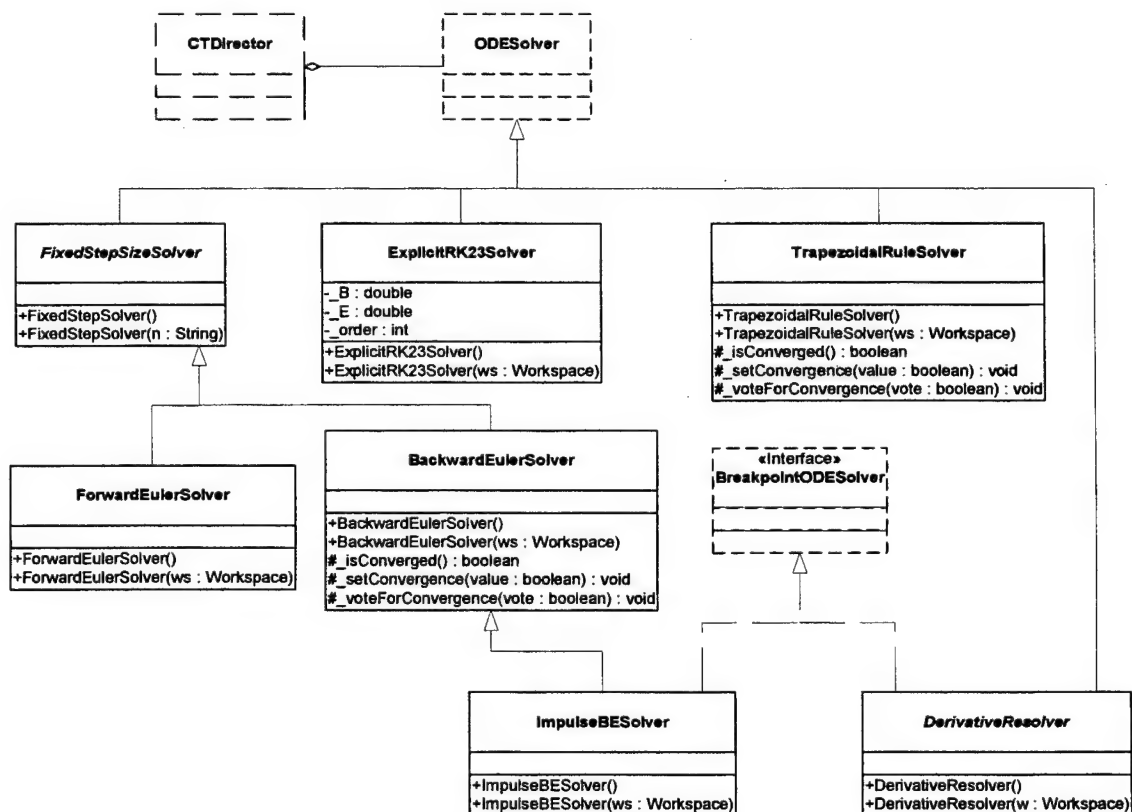 CTDirector
ODESolver
FixedStepSizeSolver
+FixedStepSolver()
+FixedStepSolver(n : String)
ExplicitRK23Solver
-_B : double
-_E : double
-_order : int
+ExplicitRK23Solver()
+ExplicitRK23Solver(ws : Workspace)
TrapezoidalRuleSolver
+TrapezoidalRuleSolver()
+TrapezoidalRuleSolver(ws : Workspace)
#_isConverged() : boolean
#_setConvergence(value : boolean) : void
#_voteForConvergence(vote : boolean) : void
ForwardEulerSolver
+ForwardEulerSolver()
+ForwardEulerSolver(ws : Workspace)
BackwardEulerSolver
+BackwardEulerSolver()
+BackwardEulerSolver(ws : Workspace)
#_isConverged() : boolean
#_setConvergence(value : boolean) : void
#_voteForConvergence(vote : boolean) : void
«Interface»
BreakpointODESolver
ImpulseBESolver
+ImpulseBESolver()
+ImpulseBESolver(ws : Workspace)
DerivativeResolver
+DerivativeResolver()
+DerivativeResolver(w : Workspace)